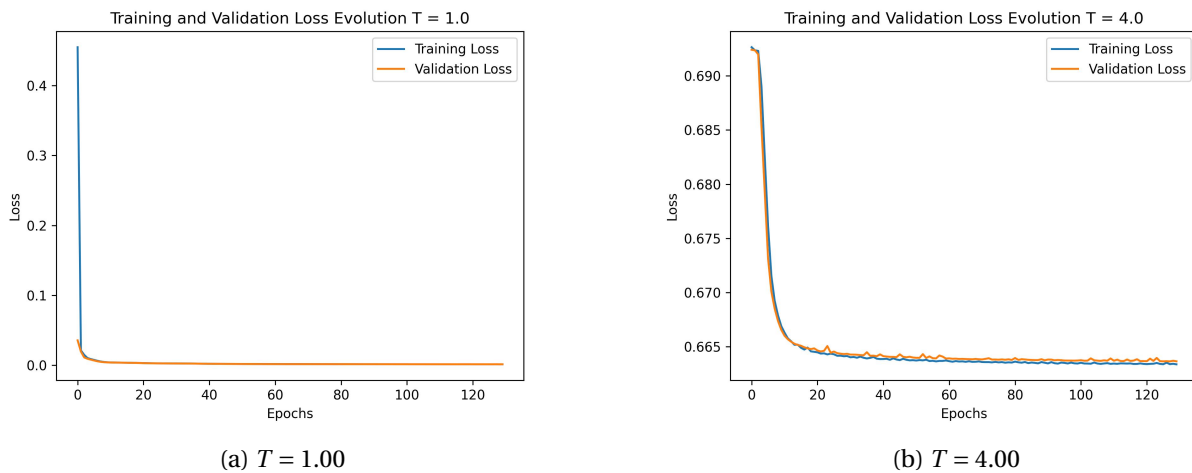 Training and Validation Loss Evolution T = 1.0
Training Loss
Validation Loss
0.4
0.3
0.2
0.1
0.0
Loss
0 20 40 60 80 100 120
Epochs
(a) T = 1.00
Training and Validation Loss Evolution T = 4.0
Training Loss
Validation Loss
0.690
0.685
0.680
0.675
0.670
0.665
Loss
0 20 40 60 80 100 120
Epochs
(b) T = 4.00